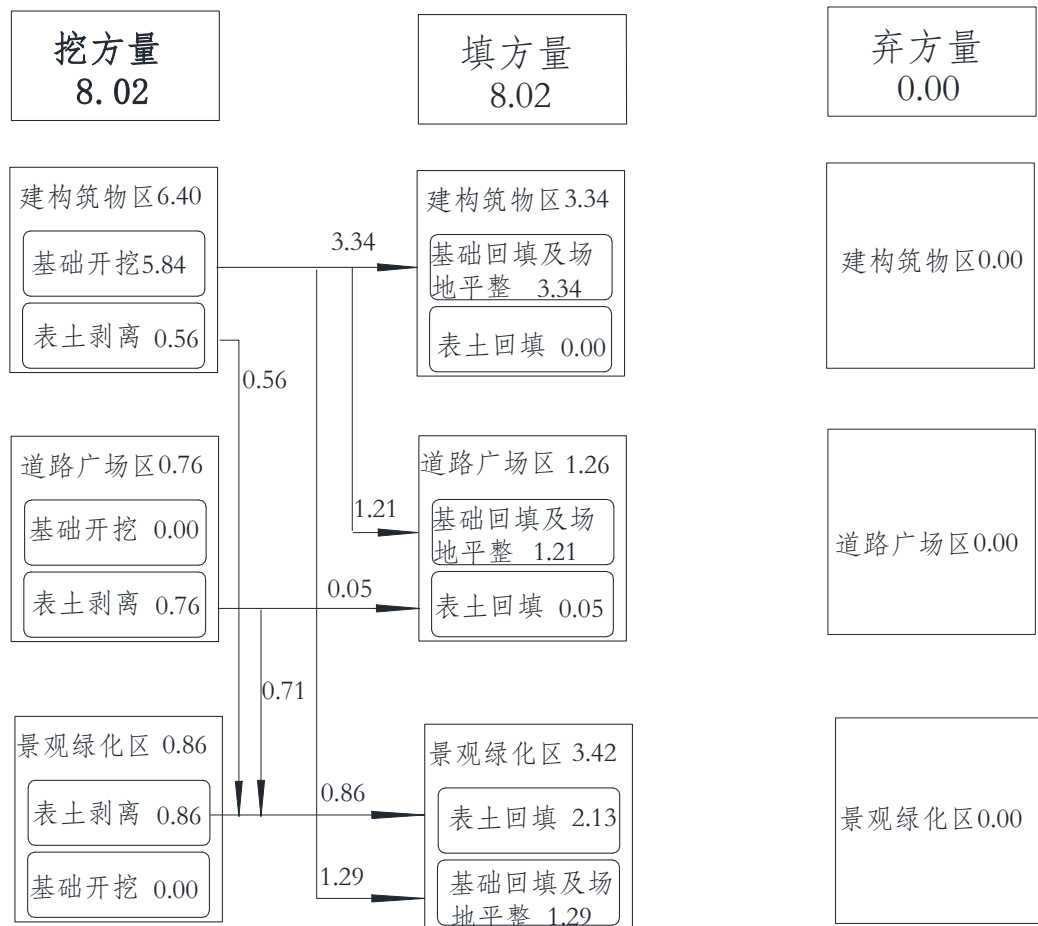 挖方量
8.02
填方量
8.02
弃方量
0.00
建构筑物区6.40
基础开挖5.84
表土剥离 0.56
3.34
0.56
建构筑物区3.34
基础回填及场
地平整 3.34
表土回填 0.00
建构筑物区0.00
道路广场区0.76
基础开挖 0.00
表土剥离 0.76
1.21
0.05
0.71
道路广场区 1.26
基础回填及场
地平整 1.21
表土回填 0.05
道路广场区0.00
景观绿化区 0.86
表土剥离 0.86
基础开挖 0.00
0.86
1.29
景观绿化区 3.42
表土回填 2.13
基础回填及场
地平整 1.29
景观绿化区0.00